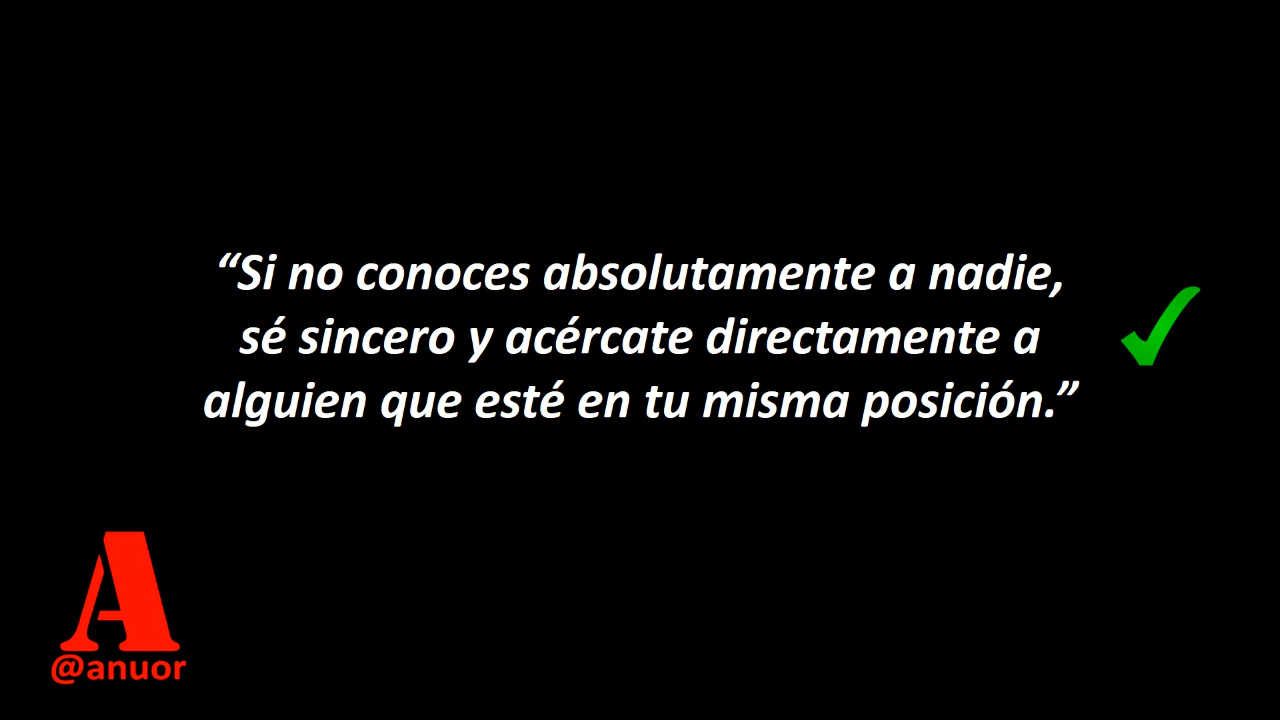 “Si no conoces absolutamente a nadie,
sé sincero y acércate directamente a
alguien que esté en tu misma posición.”
A
@anuor